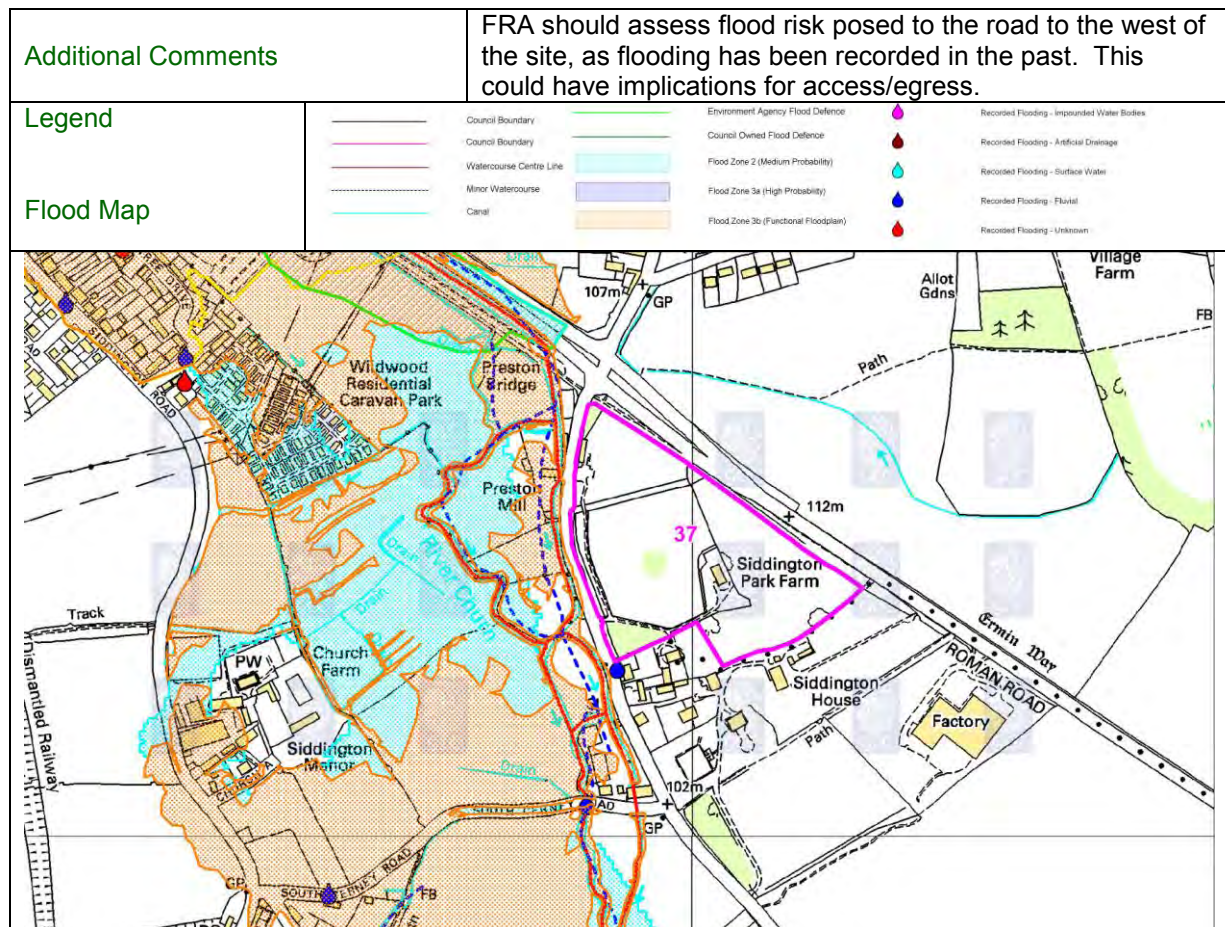 Additional Comments
FRA should assess flood risk posed to the road to the west of
the site, as flooding has been recorded in the past. This
could have implications for access/egress.
Legend
Flood Map
Council Boundary
Council Boundary
Watercourse Centre Line
Minor Watercourse
Canal
Environment Agency Flood Defence
Council Owned Flood Defence
Flood Zone 2 (Medium Probability)
Flood Zone 3a (High Probability)
Flood Zone 3b (Functional Floodplain)
Recorded Flooding - Impounded Water Bodies
Recorded Flooding - Artificial Drainage
Recorded Flooding - Surface Water
Recorded Flooding - Fluvial
Recorded Flooding - Unknown
Drain
107m
GP
Village
Farm
Allot
Gdns
FB
Path
Wildwood
Residential
Caravan Park
Preston
Bridge
ROAD
Preston
Mill
112m
37
Siddington
Park Farm
Drain
River Churn
Track
Drain
Dismantled Railway
PW
Church
Farm
Ermin Way
ROMAN ROAD
Siddington
House
Factory
Path
Siddington
Manor
Drain
102m
GP
GP
FB